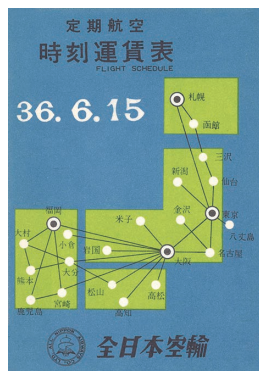 定期航空
時刻運賃表
FLIGHT SCHEDULE
36. 6. 15
札幌
函館
三沢
新潟
仙台
金沢
東京
八丈島
米子
福岡
小倉
大村
岩国
大阪
名古屋
大分
熊本
松山
高松
宮崎
高知
鹿児島
全日本空輸